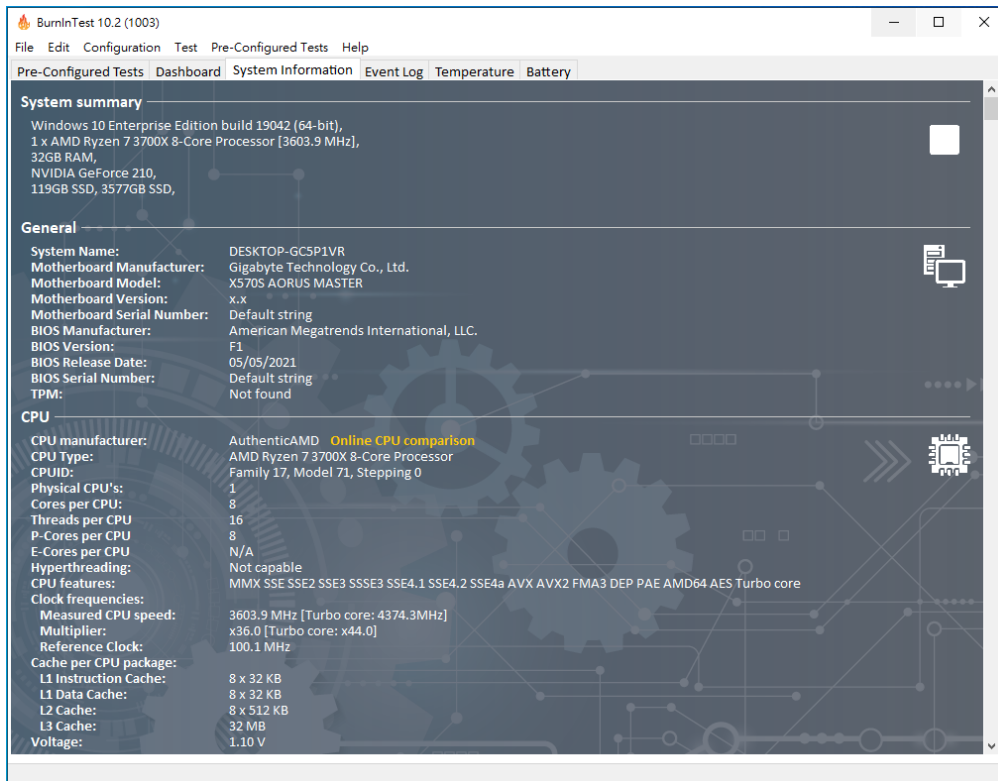 BurnInTest 10.2 (1003)
File Edit Configuration Test Pre-Configured Tests Help
Pre-Configured Tests Dashboard System Information Event Log Temperature Battery
System summary
Windows 10 Enterprise Edition build 19042 (64-bit),
1 x AMD Ryzen 7 3700X 8-Core Processor [3603.9 MHz],
32GB RAM,
NVIDIA GeForce 210,
119GB SSD, 3577GB SSD,
General
System Name: DESKTOP-GC5P1VR
Motherboard Manufacturer: Gigabyte Technology Co., Ltd.
Motherboard Model: X570S AORUS MASTER
Motherboard Version: x.x
Motherboard Serial Number: Default string
BIOS Manufacturer: American Megatrends International, LLC.
BIOS Version: F1
BIOS Release Date: 05/05/2021
BIOS Serial Number: Default string
TPM: Not found
CPU
CPU manufacturer: AuthenticAMD Online CPU comparison
CPU Type: AMD Ryzen 7 3700X 8-Core Processor
CPUID: Family 17, Model 71, Stepping 0
Physical CPU's: 1
Cores per CPU: 8
Threads per CPU 16
P-Cores per CPU 8
E-Cores per CPU N/A
Hyperthreading: Not capable
CPU features: MMX SSE SSE2 SSE3 SSSE3 SSE4.1 SSE4.2 SSE4a AVX AVX2 FMA3 DEP PAE AMD64 AES Turbo core
Clock frequencies:
Measured CPU speed: 3603.9 MHz [Turbo core: 4374.3MHz]
Multiplier: x36.0 [Turbo core: x44.0]
Reference Clock: 100.1 MHz
Cache per CPU package:
L1 Instruction Cache: 8 x 32 KB
L1 Data Cache: 8 x 32 KB
L2 Cache: 8 x 512 KB
L3 Cache: 32 MB
Voltage: 1.10 V